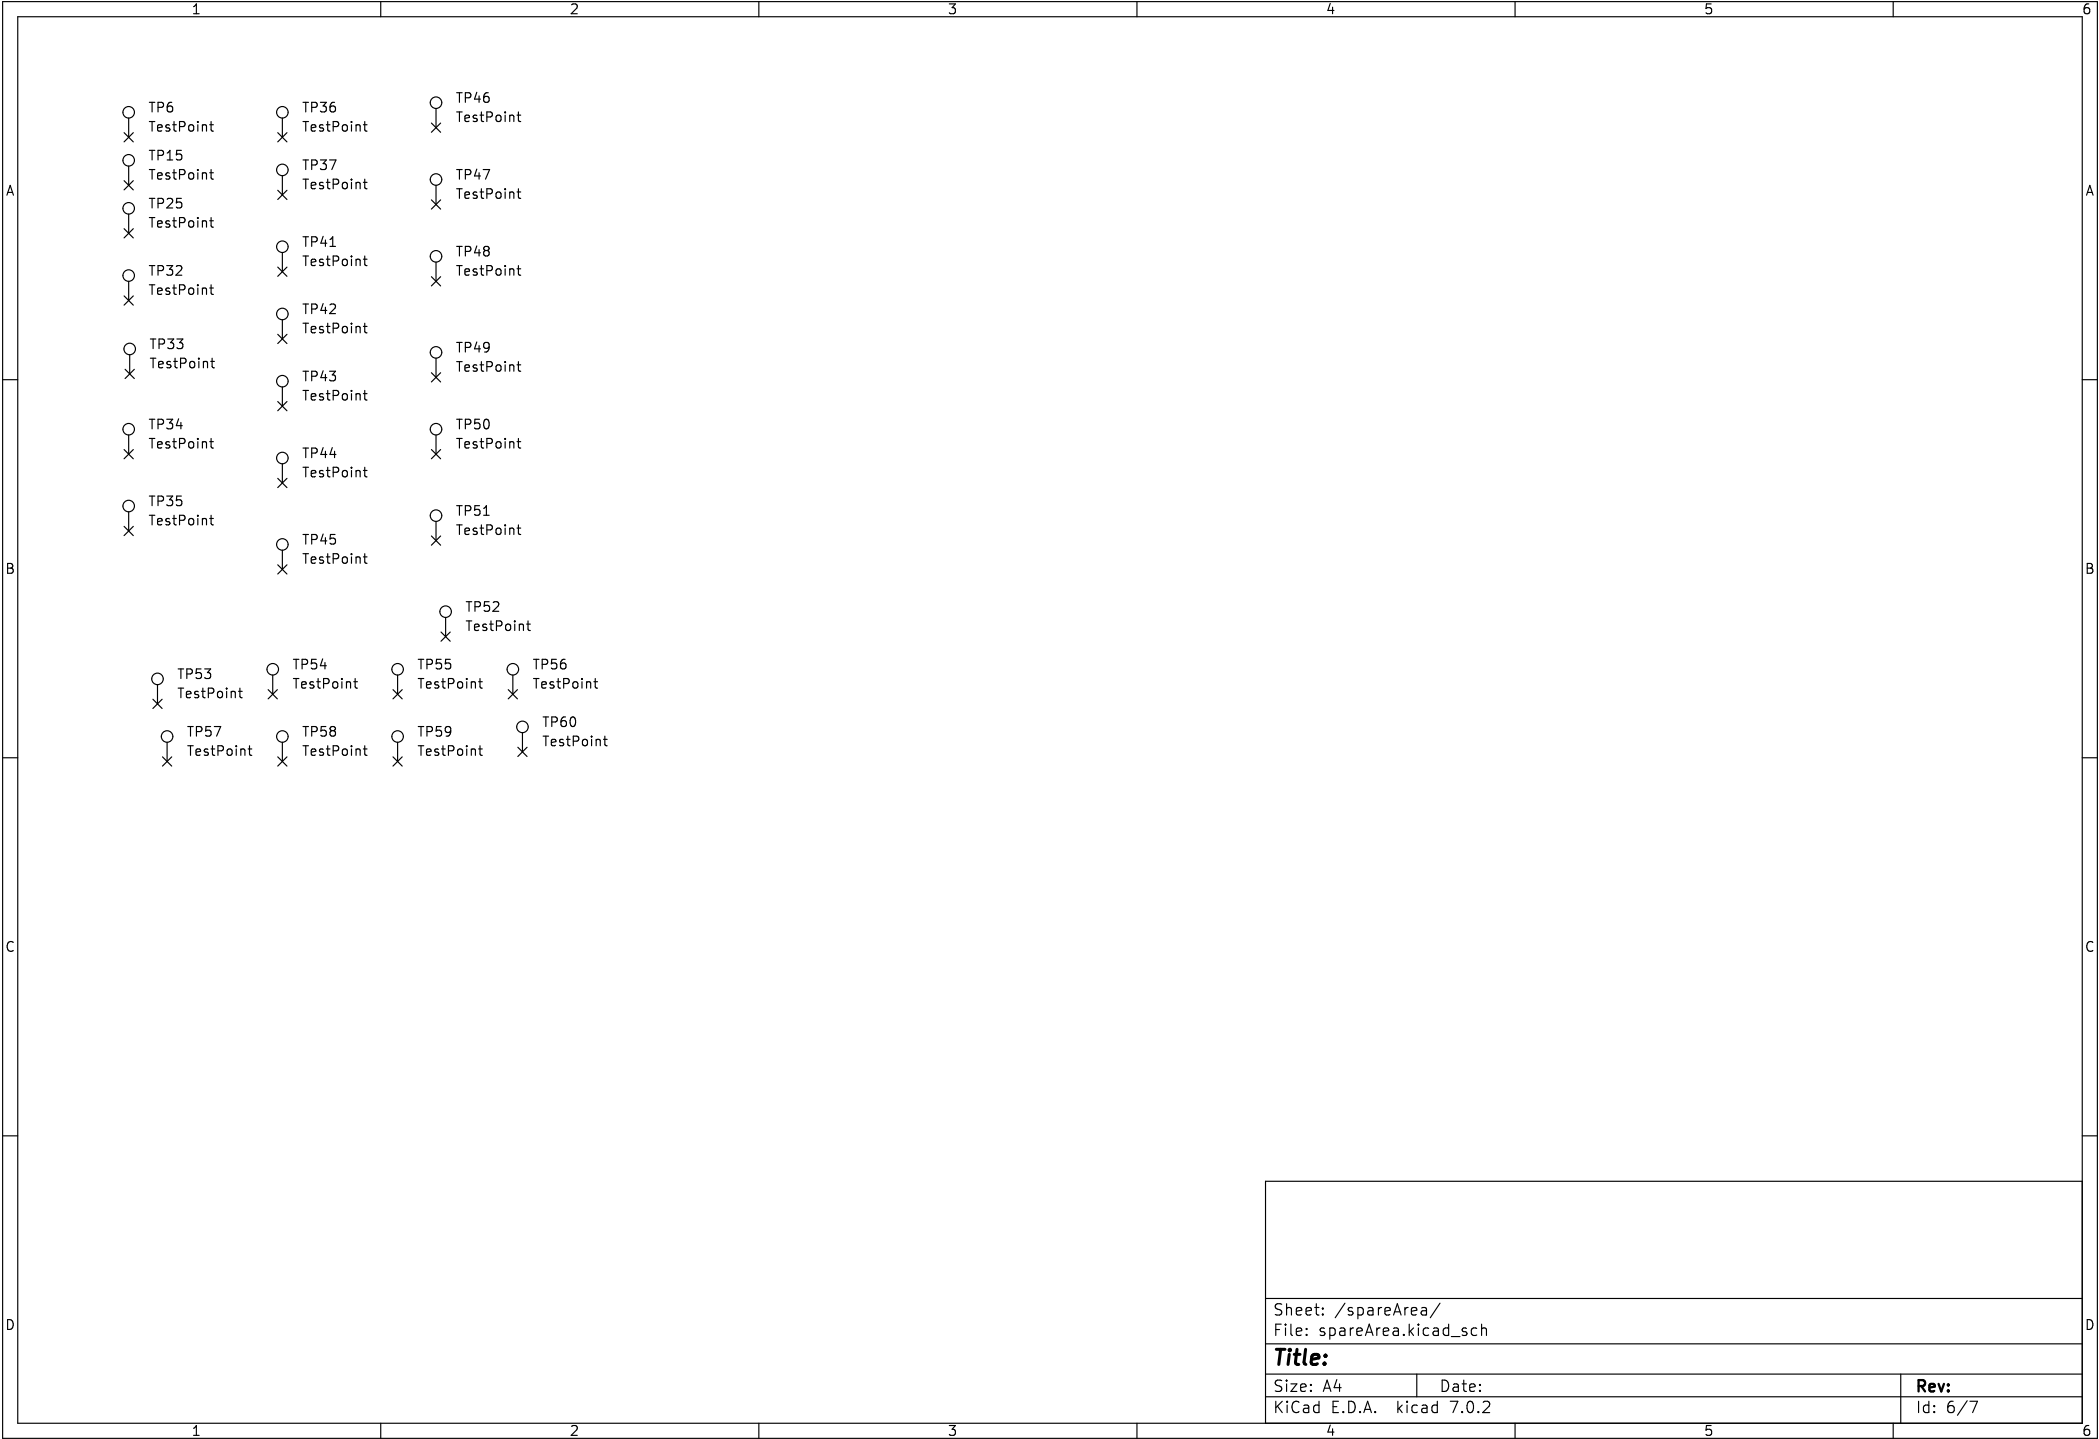 1 2 3 4 5 6
TP6
TestPoint
TP15
TestPoint
TP25
TestPoint
TP32
TestPoint
TP33
TestPoint
TP34
TestPoint
TP35
TestPoint
TP36
TestPoint
TP37
TestPoint
TP41
TestPoint
TP42
TestPoint
TP43
TestPoint
TP44
TestPoint
TP45
TestPoint
TP46
TestPoint
TP47
TestPoint
TP48
TestPoint
TP49
TestPoint
TP50
TestPoint
TP51
TestPoint
TP52
TestPoint
TP53
TestPoint
TP54
TestPoint
TP55
TestPoint
TP56
TestPoint
TP57
TestPoint
TP58
TestPoint
TP59
TestPoint
TP60
TestPoint
A A
B B
C C
D D
Sheet: /spareArea/
File: spareArea.kicad_sch
Title:
Size: A4 Date: Rev:
KiCad E.D.A. kicad 7.0.2 Id: 6/7
1 2 3 4 5 6